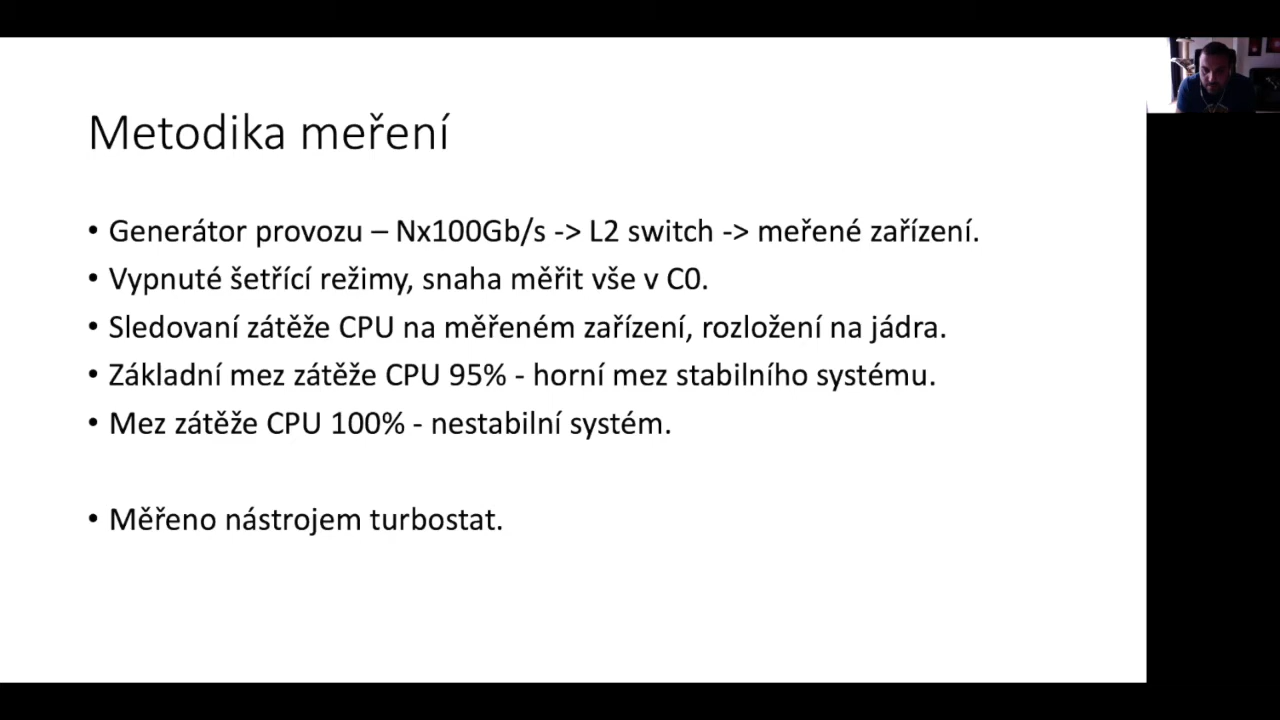 Metodika meření
• Generátor provozu – Nx100Gb/s -> L2 switch -> meřené zařízení.
• Vypnuté šetřící režimy, snaha měřit vše v C0.
• Sledovaní zátěže CPU na měřeném zařízení, rozložení na jádra.
• Základní mez zátěže CPU 95% - horní mez stabilního systému.
• Mez zátěže CPU 100% - nestabilní systém.
• Měřeno nástrojem turbostat.